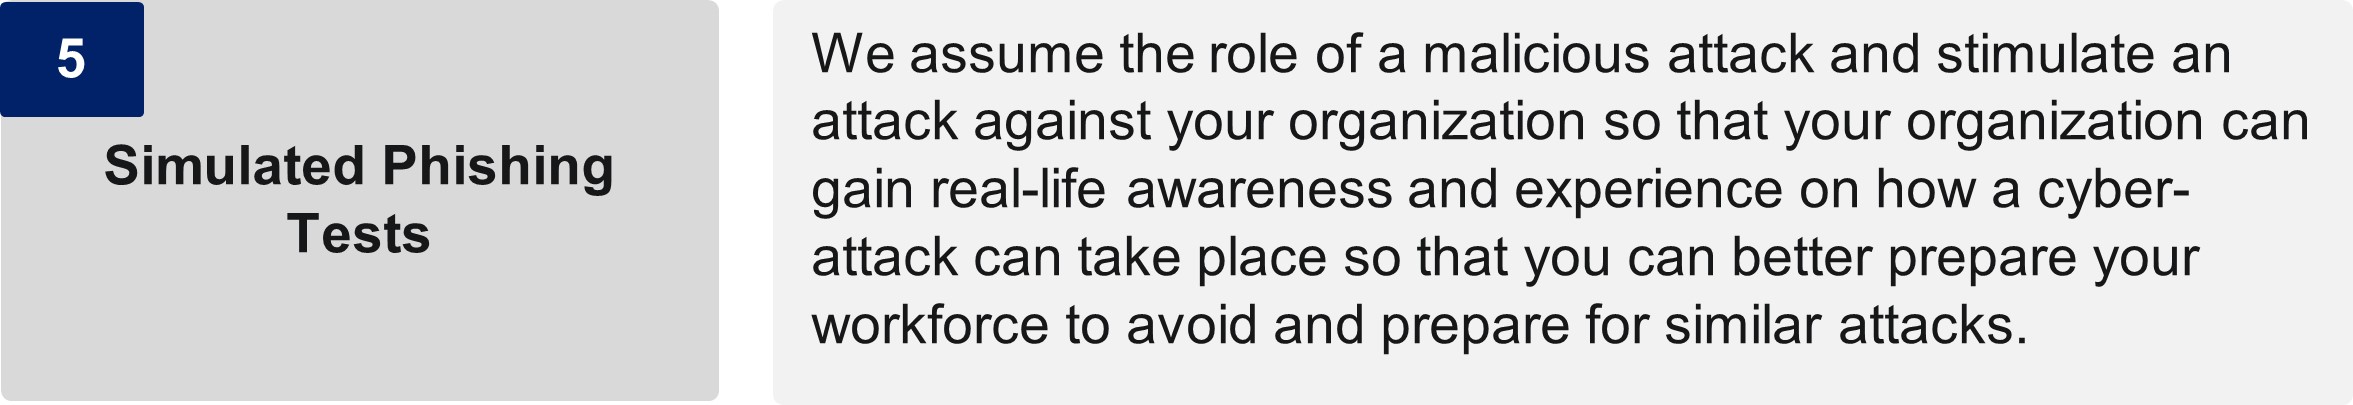 5
Simulated Phishing
Tests
We assume the role of a malicious attack and stimulate an
attack against your organization so that your organization can
gain real-life awareness and experience on how a cyber-
attack can take place so that you can better prepare your
workforce to avoid and prepare for similar attacks.